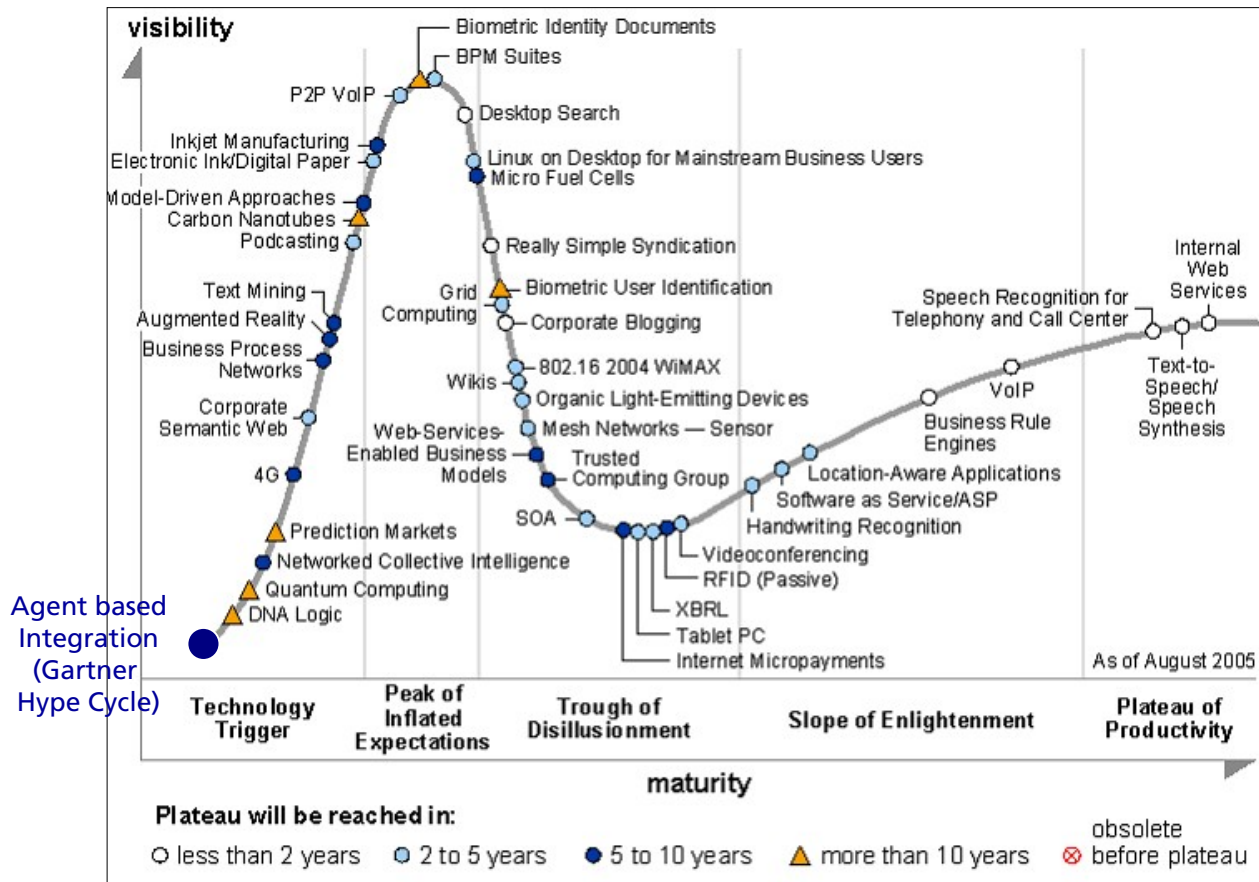 visibility
Biometric Identity Documents
BPM Suites
P2P VoIP
Desktop Search
Inkjet Manufacturing
Electronic Ink/Digital Paper
Linux on Desktop for Mainstream Business Users
Micro Fuel Cells
Model-Driven Approaches
Carbon Nanotubes
Podcasting
Really Simple Syndication
Text Mining
Augmented Reality
Business Process
Networks
Grid
Computing
Biometric User Identification
Corporate Blogging
Internal
Web
Services
Speech Recognition for
Telephony and Call Center
802.16 2004 WiMAX
Wikis
Organic Light-Emitting Devices
Corporate
Semantic Web
Mesh Networks — Sensor
Web-Services-
Enabled Business
Models
Trusted
Computing Group
VoIP
Business Rule
Engines
Text-to-
Speech/
Speech
Synthesis
4G
Location-Aware Applications
Software as Service/ASP
Handwriting Recognition
SOA
Prediction Markets
Networked Collective Intelligence
Quantum Computing
DNA Logic
Videoconferencing
RFID (Passive)
XBRL
Tablet PC
Internet Micropayments
Agent based
Integration
(Gartner
Hype Cycle)
As of August 2005
Technology
Trigger
Peak of
Inflated
Expectations
Trough of
Disillusionment
Slope of Enlightenment
Plateau of
Productivity
maturity
Plateau will be reached in:
less than 2 years
2 to 5 years
5 to 10 years
more than 10 years
obsolete
before plateau